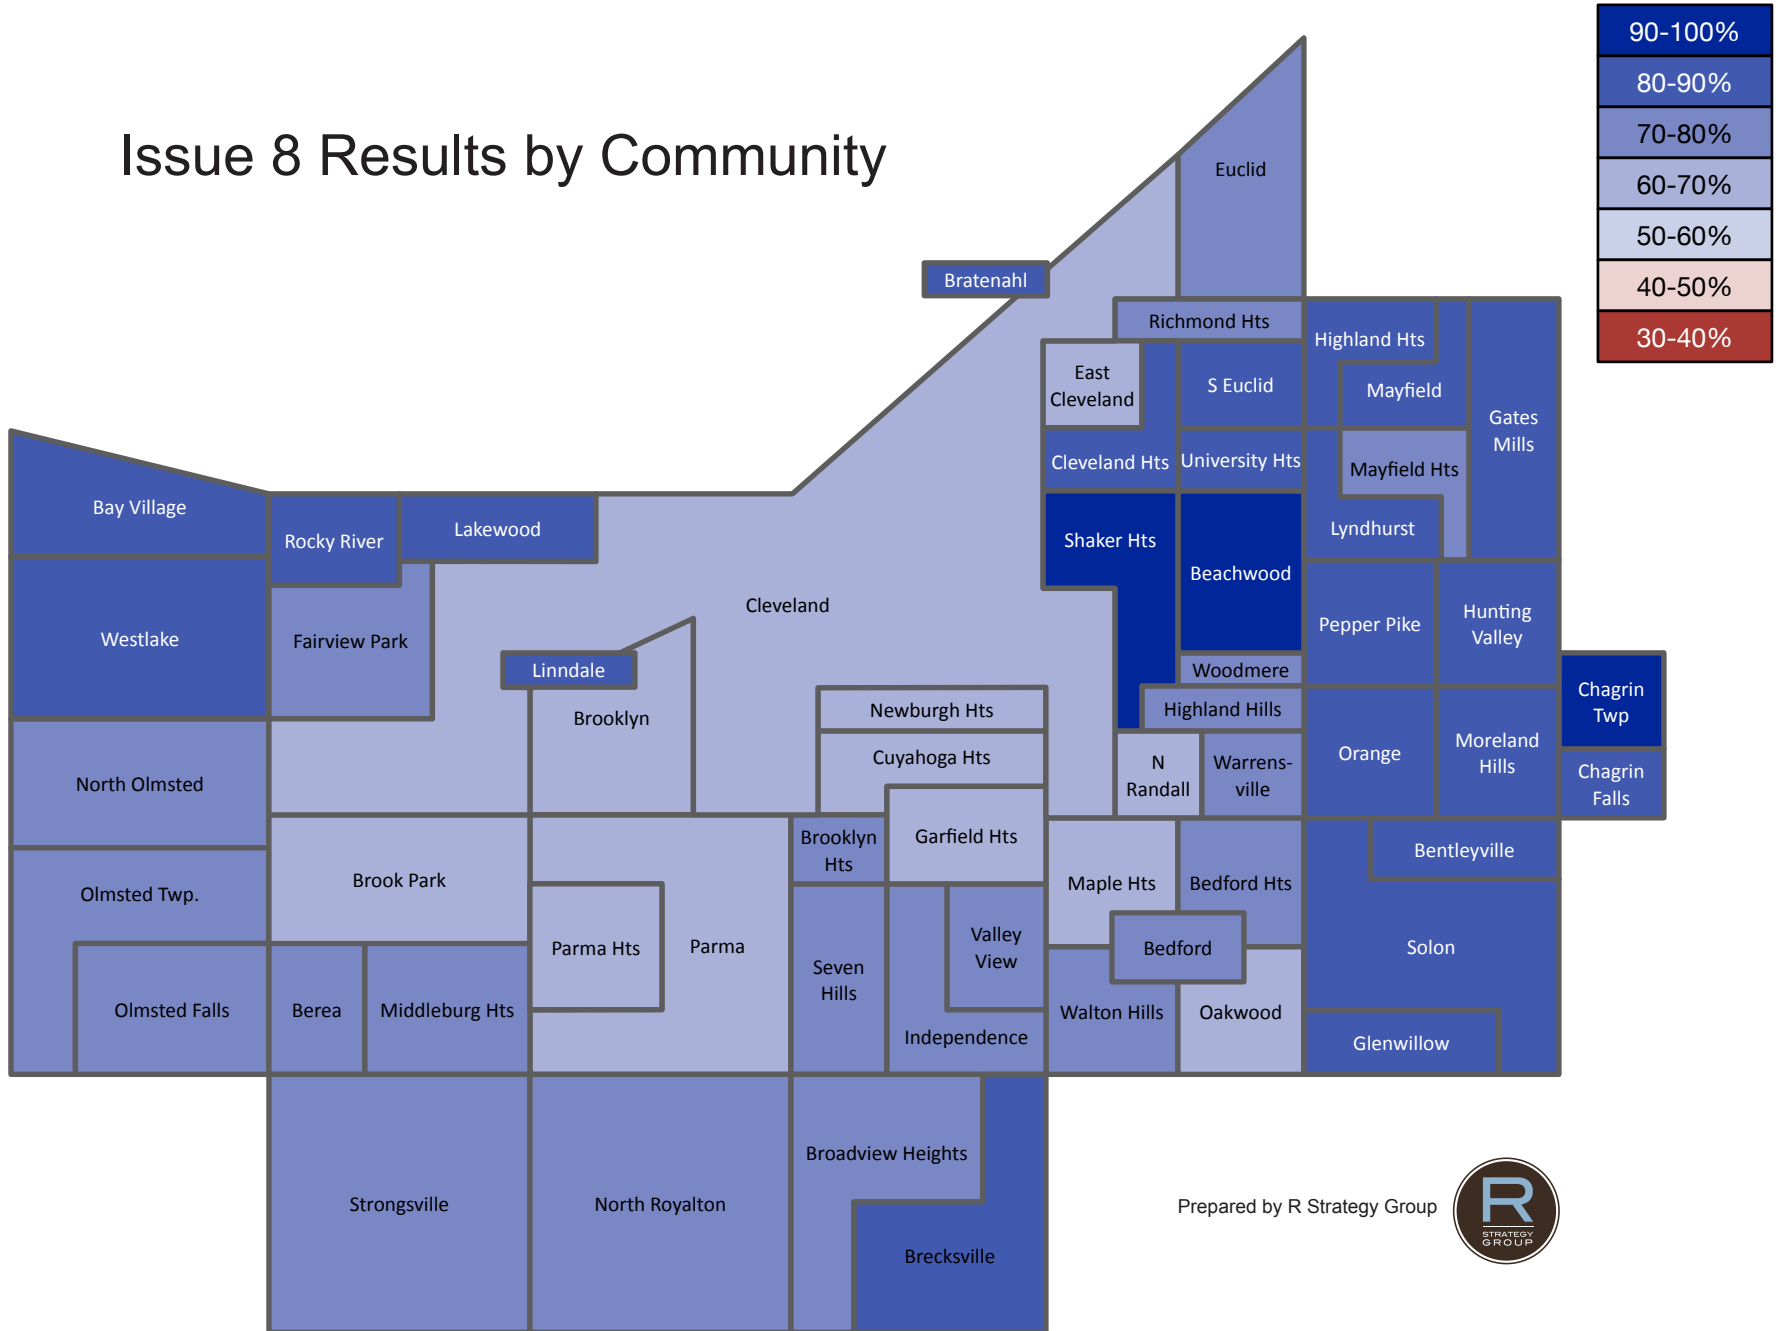 Issue 8 Results by Community
90-100%
80-90%
70-80%
60-70%
50-60%
40-50%
30-40%
Euclid
Bratenahl
Richmond Hts
Highland Hts
East
Cleveland
S Euclid
Mayfield
Gates
Mills
Cleveland Hts
University Hts
Mayfield Hts
Bay Village
Rocky River
Lakewood
Shaker Hts
Lyndhurst
Beachwood
Cleveland
Westlake
Fairview Park
Pepper Pike
Hunting
Valley
Linndale
Woodmere
Chagrin
Twp
Brooklyn
Newburgh Hts
Highland Hills
Cuyahoga Hts
N
Randall
Warrens-
ville
Orange
Moreland
Hills
Chagrin
Falls
North Olmsted
Brooklyn
Hts
Garfield Hts
Bentleyville
Olmsted Twp.
Brook Park
Maple Hts
Bedford Hts
Parma Hts
Parma
Valley
View
Bedford
Solon
Seven
Hills
Olmsted Falls
Berea
Middleburg Hts
Independence
Walton Hills
Oakwood
Glenwillow
Strongsville
North Royalton
Broadview Heights
Brecksville
Prepared by R Strategy Group
R
STRATEGY
GROUP